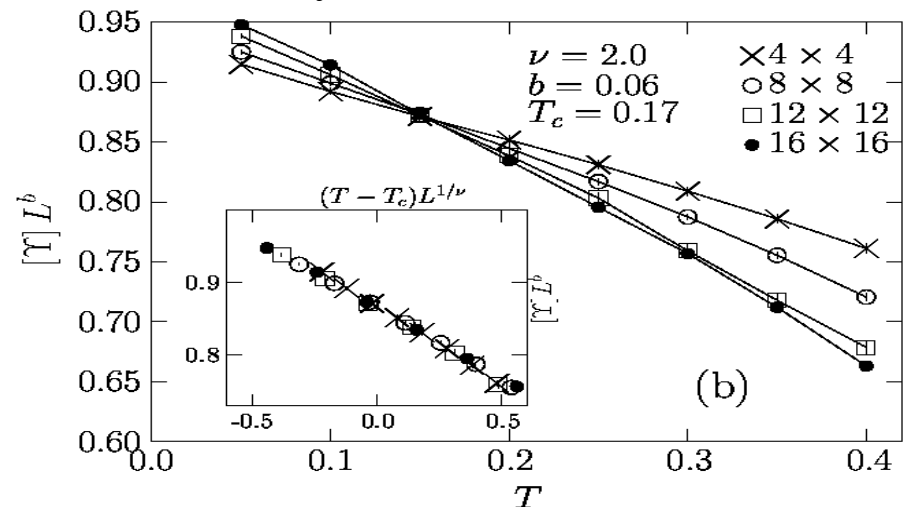 0.95
0.90
0.85
0.80
0.75
0.70
0.65
0.60
[Υ] L^b
ν = 2.0
b = 0.06
T_c = 0.17
× 4 × 4
○ 8 × 8
□ 12 × 12
● 16 × 16
(T − T_c)L^{1/ν}
0.9
0.8
[Υ]L^b
-0.5
0.0
0.5
(b)
0.0
0.1
0.2
0.3
0.4
T